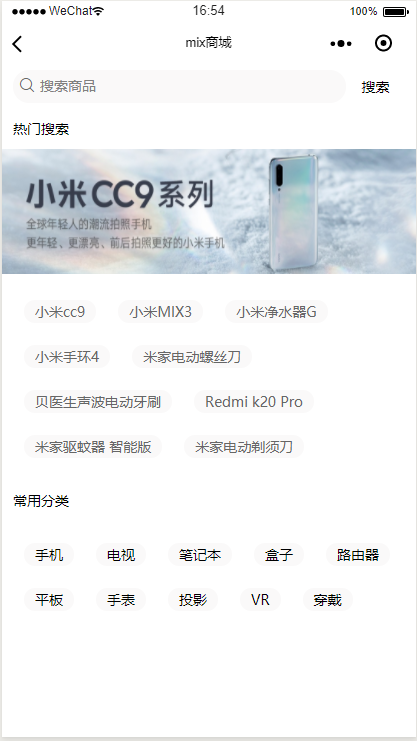 WeChat 16:54 100%
mix商城
搜索商品 搜索
热门搜索
小米CC9系列
全球年轻人的潮流拍照手机
更年轻、更漂亮、前后拍照更好的小米手机
小米cc9 小米MIX3 小米净水器G
小米手环4 米家电动螺丝刀
贝医生声波电动牙刷 Redmi k20 Pro
米家驱蚊器 智能版 米家电动剃须刀
常用分类
手机 电视 笔记本 盒子 路由器
平板 手表 投影 VR 穿戴